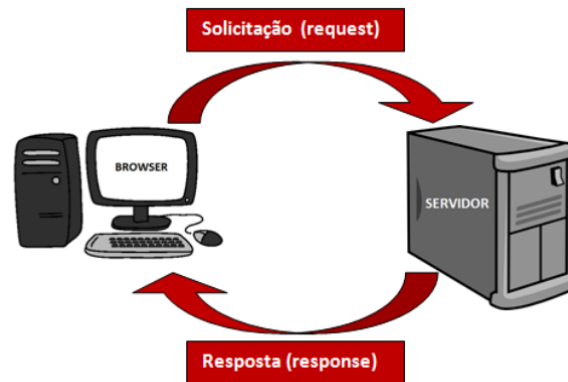 Solicitação (request)
BROWSER
SERVIDOR
Resposta (response)